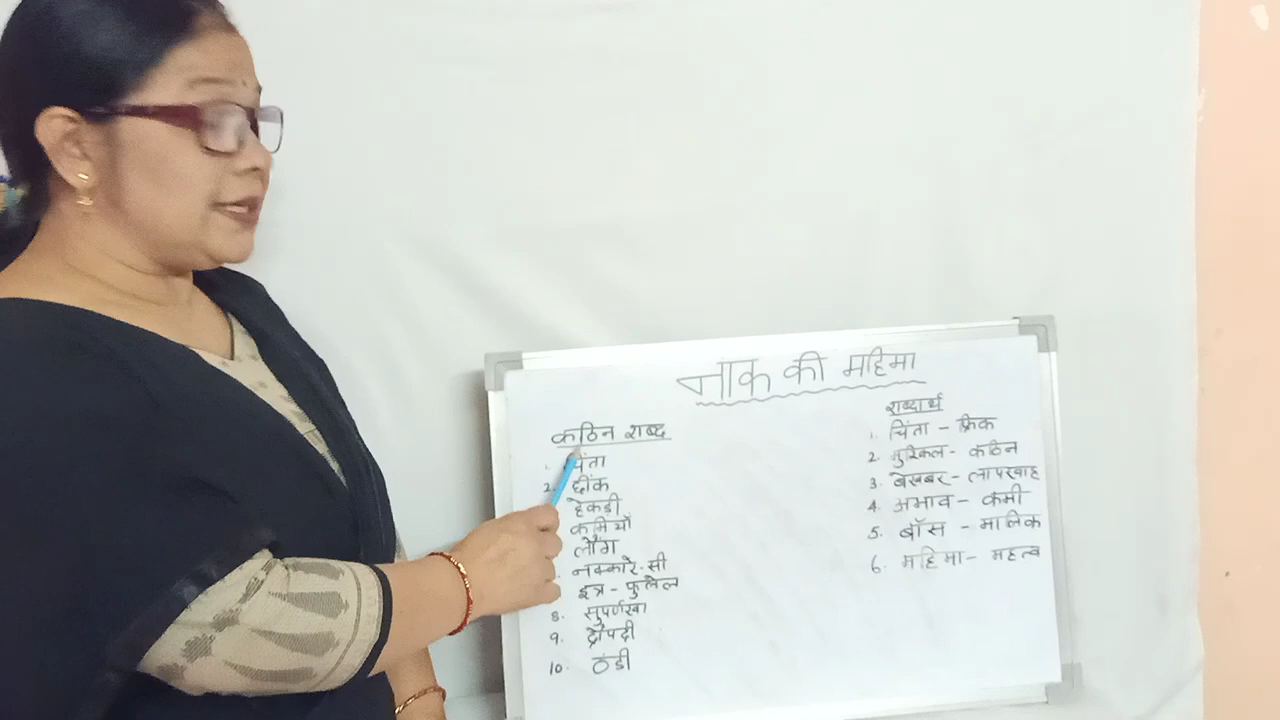 नाक की महिमा
कठिन शब्द
1. चिंता
2. छींक
हेकड़ी
कमियाँ
लौंग
नक्कारे-सी
इत्र - फुलेल
8. सुपर्णखा
9. द्रौपदी
10. ठंडी
शब्दार्थ
1. चिंता - फ़िक्र
2. मुश्किल - कठिन
3. बेखबर - लापरवाह
4. अभाव - कमी
5. बॉस - मालिक
6. महिमा - महत्व